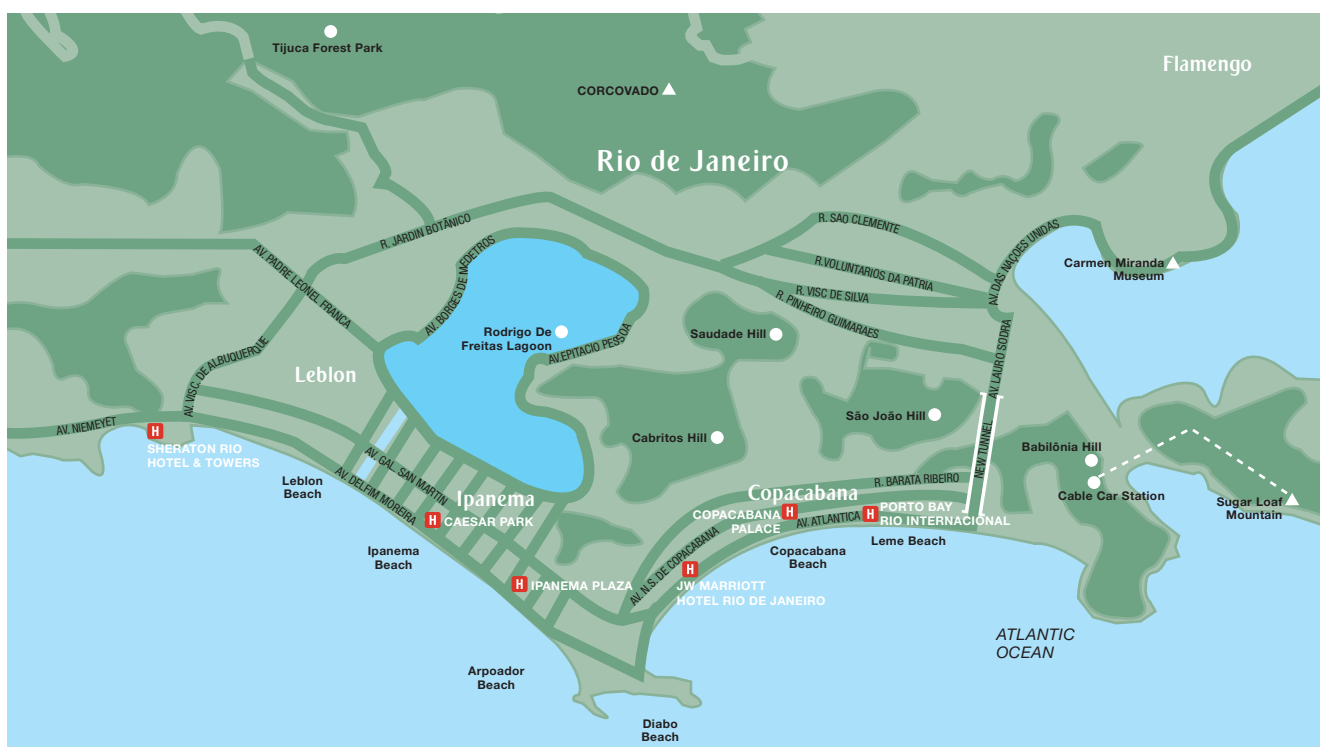 Tijuca Forest Park
Flamengo
CORCOVADO
Rio de Janeiro
R. JARDIN BOTÂNICO
R. SAO CLEMENTE
AV. DAS NAÇOES UNIDAS
AV. PADRE LEONEL FRANCA
AV. BORGES DE MEDETROS
R.VOLUNTARIOS DA PATRIA
Carmen Miranda
Museum
R. VISC DE SILVA
R. PINHEIRO GUIMARAES
Rodrigo De
Freitas Lagoon
AV.EPITACIO PESSOA
Saudade Hill
AV. LAURO SODRA
AV. VISC. DE ALBUQUERQUE
Leblon
São João Hill
AV. NIEMEYET
H
SHERATON RIO
HOTEL & TOWERS
Cabritos Hill
NEW TUNNEL
Babilônia Hill
Leblon
Beach
AV. GAL. SAN MARTIN
AV. DELFIM MOREIRA
Ipanema
R. BARATA RIBEIRO
Copacabana
Cable Car Station
Sugar Loaf
Mountain
H
CAESAR PARK
COPACABANA
PALACE
H
AV. ATLANTICA
H
PORTO BAY
RIO INTERNACIONAL
Ipanema
Beach
AV. N.S. DE COPACABANA
Copacabana
Beach
Leme Beach
H
IPANEMA PLAZA
H
JW MARRIOTT
HOTEL RIO DE JANEIRO
ATLANTIC
OCEAN
Arpoador
Beach
Diabo
Beach